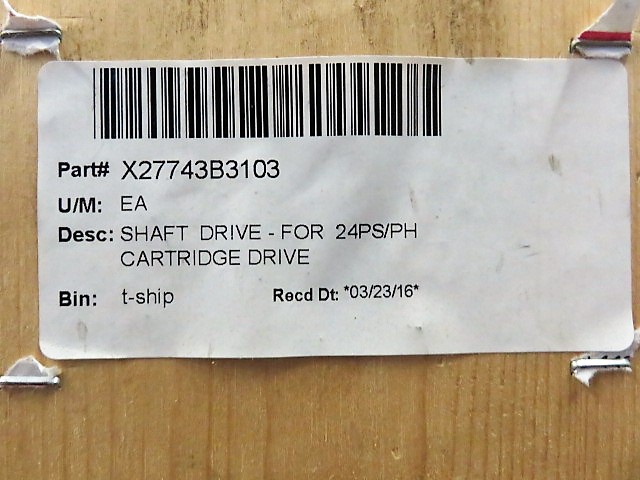 Part# X27743B3103
U/M: EA
Desc: SHAFT DRIVE - FOR 24PS/PH
CARTRIDGE DRIVE
Bin: t-ship Recd Dt: *03/23/16*